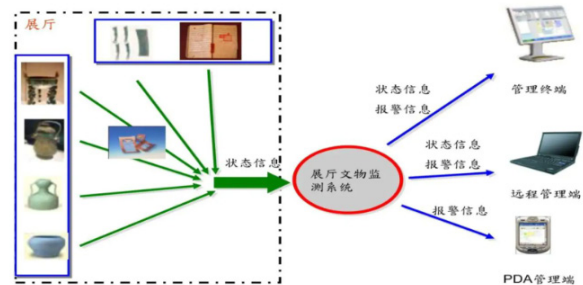 展厅
状态信息
展厅文物监
测系统
状态信息
报警信息
管理终端
状态信息
报警信息
远程管理端
报警信息
PDA管理端